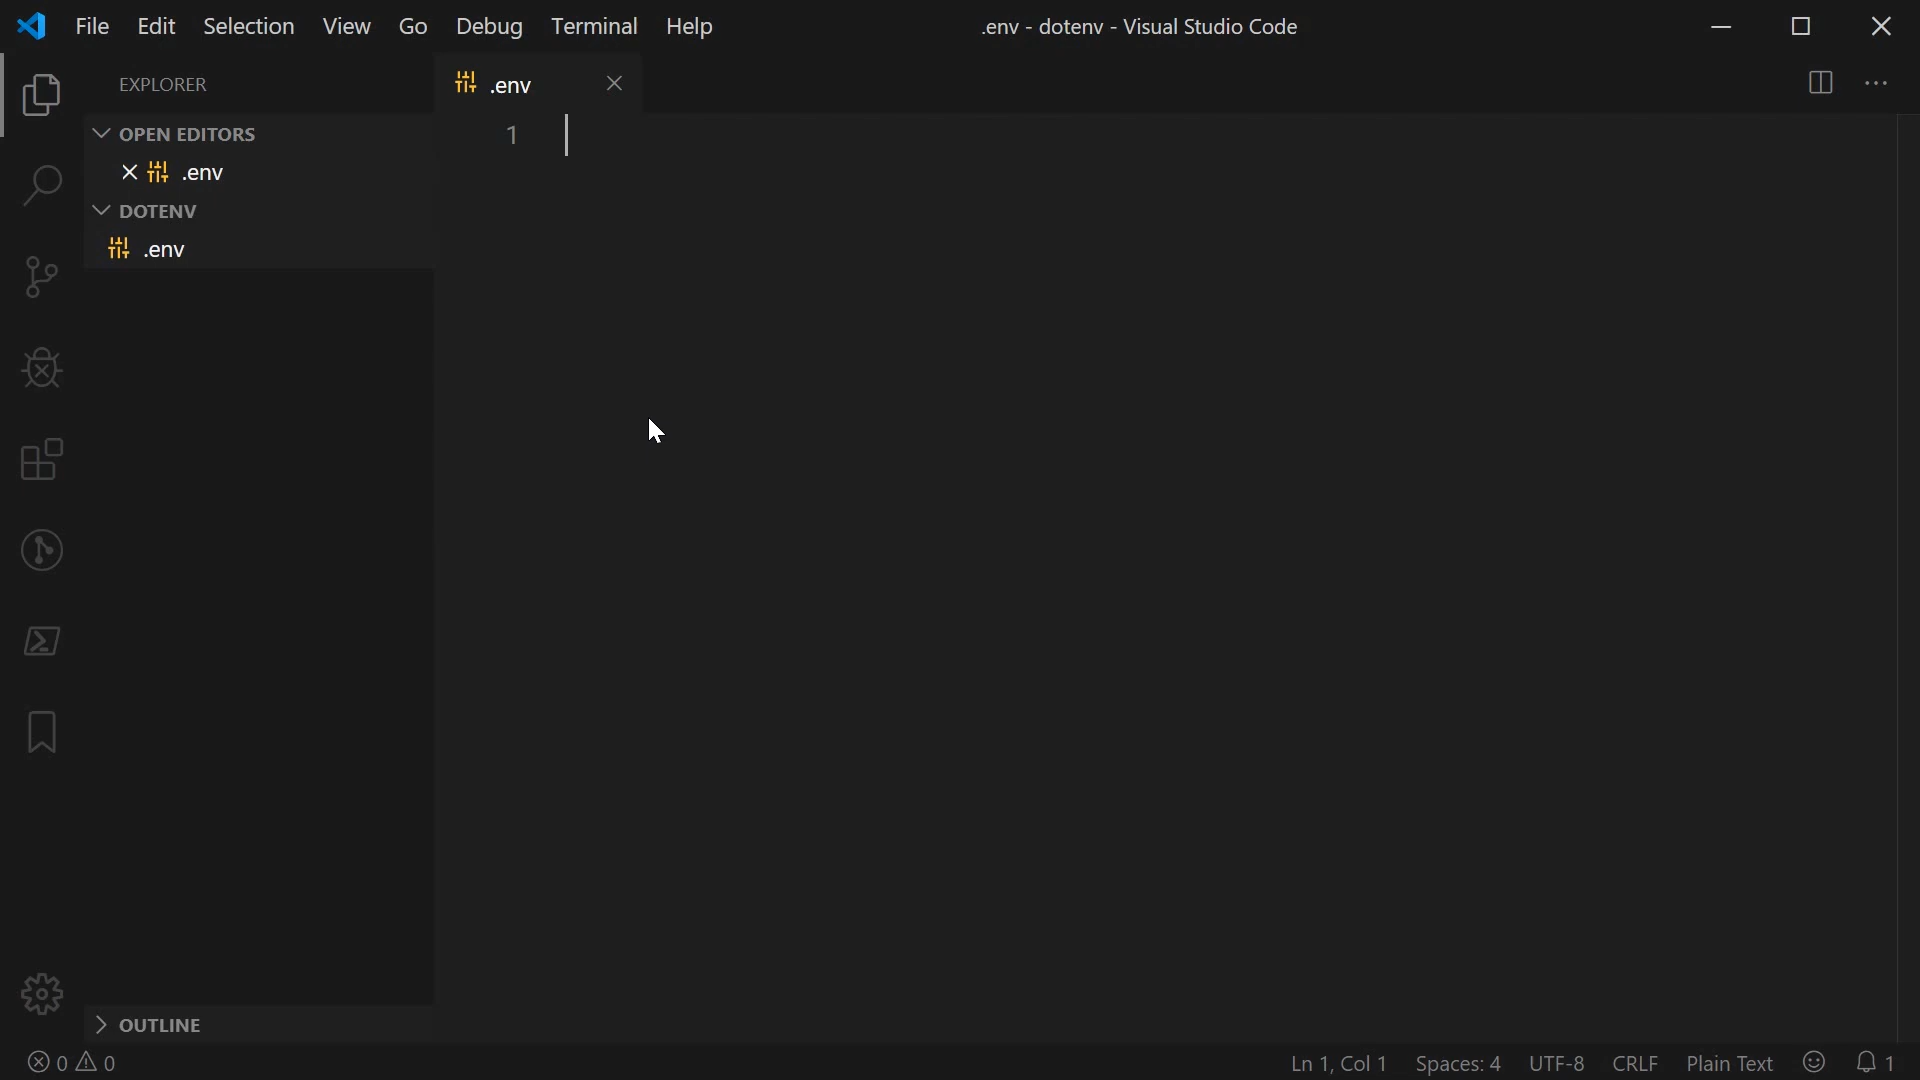 File Edit Selection View Go Debug Terminal Help .env - dotenv - Visual Studio Code
EXPLORER
.env
OPEN EDITORS
1
.env
DOTENV
.env
OUTLINE
0 0 Ln 1, Col 1 Spaces: 4 UTF-8 CRLF Plain Text 1